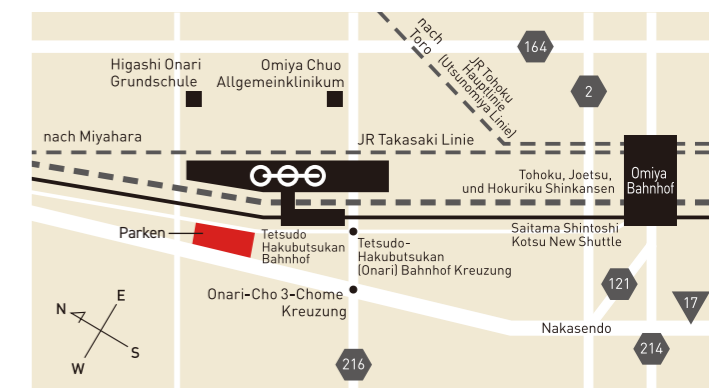 nach
Toro
JR Tohoku
Hauptlinie
(Utsunomiya Linie)
164
2
Higashi Onari
Grundschule
Omiya Chuo
Allgemeinklinikum
nach Miyahara
JR Takasaki Linie
Tohoku, Joetsu,
und Hokuriku Shinkansen
Omiya
Bahnhof
Parken
Tetsudo
Hakubutsukan
Bahnhof
Tetsudo-
Hakubutsukan
(Onari) Bahnhof Kreuzung
Saitama Shintoshi
Kotsu New Shuttle
Onari-Cho 3-Chome
Kreuzung
121
17
Nakasendo
N
E
S
W
216
214